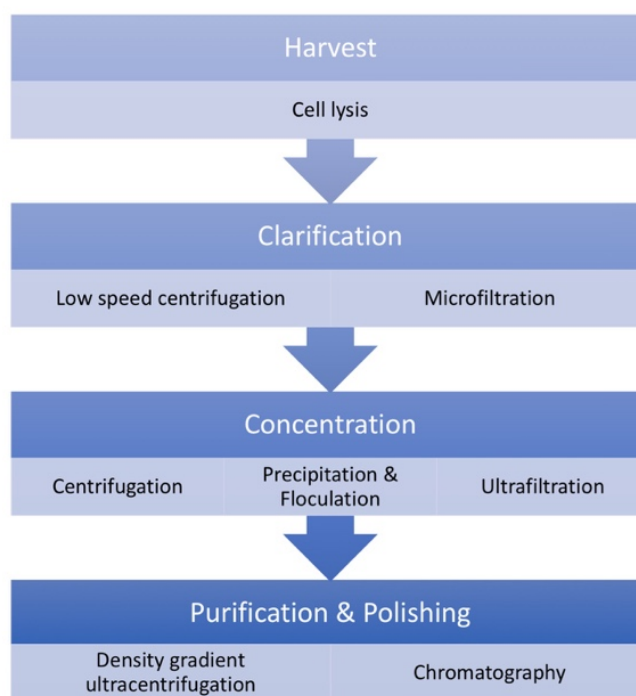 Harvest
Cell lysis
Clarification
Low speed centrifugation
Microfiltration
Concentration
Centrifugation
Precipitation &
Floculation
Ultrafiltration
Purification & Polishing
Density gradient
ultracentrifugation
Chromatography